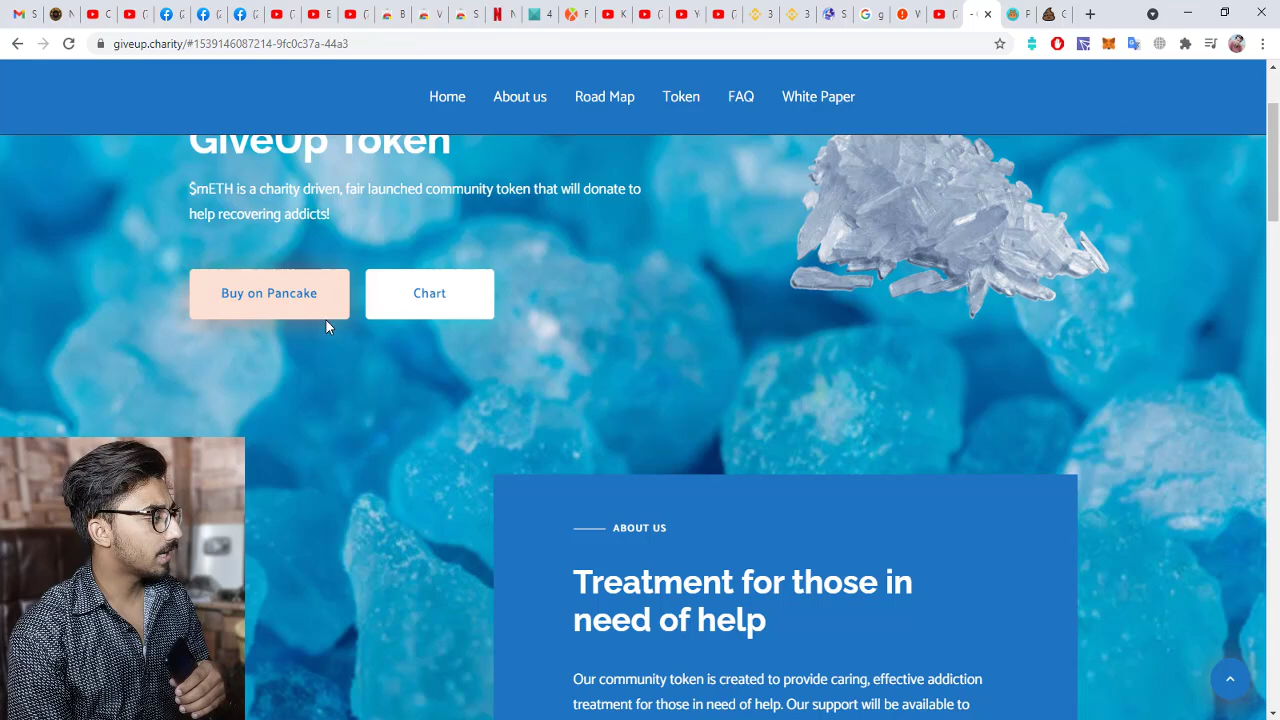 giveup.charity/#1539146087214-9fc0c37a-44a3
Home About us Road Map Token FAQ White Paper
GiveUp Token
$mETH is a charity driven, fair launched community token that will donate to
help recovering addicts!
Buy on Pancake Chart
ABOUT US
Treatment for those in
need of help
Our community token is created to provide caring, effective addiction
treatment for those in need of help. Our support will be available to